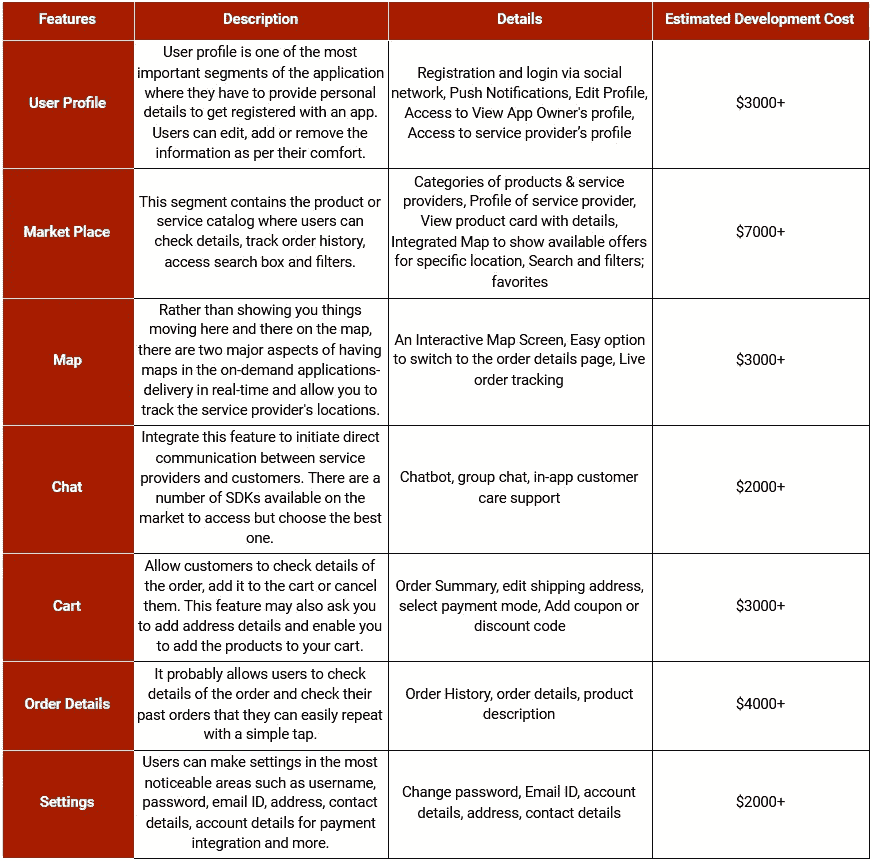 Features
Description
Details
Estimated Development Cost
User Profile
User profile is one of the most
important segments of the application
where they have to provide personal
details to get registered with an app.
Users can edit, add or remove the
information as per their comfort.
Registration and login via social
network, Push Notifications, Edit Profile,
Access to View App Owner's profile,
Access to service provider’s profile
$3000+
Market Place
This segment contains the product or
service catalog where users can
check details, track order history,
access search box and filters.
Categories of products & service
providers, Profile of service provider,
View product card with details,
Integrated Map to show available offers
for specific location, Search and filters;
favorites
$7000+
Map
Rather than showing you things
moving here and there on the map,
there are two major aspects of having
maps in the on-demand applications-
delivery in real-time and allow you to
track the service provider's locations.
An Interactive Map Screen, Easy option
to switch to the order details page, Live
order tracking
$3000+
Chat
Integrate this feature to initiate direct
communication between service
providers and customers. There are a
number of SDKs available on the
market to access but choose the best
one.
Chatbot, group chat, in-app customer
care support
$2000+
Cart
Allow customers to check details of
the order, add it to the cart or cancel
them. This feature may also ask you
to add address details and enable you
to add the products to your cart.
Order Summary, edit shipping address,
select payment mode, Add coupon or
discount code
$3000+
Order Details
It probably allows users to check
details of the order and check their
past orders that they can easily repeat
with a simple tap.
Order History, order details, product
description
$4000+
Settings
Users can make settings in the most
noticeable areas such as username,
password, email ID, address, contact
details, account details for payment
integration and more.
Change password, Email ID, account
details, address, contact details
$2000+